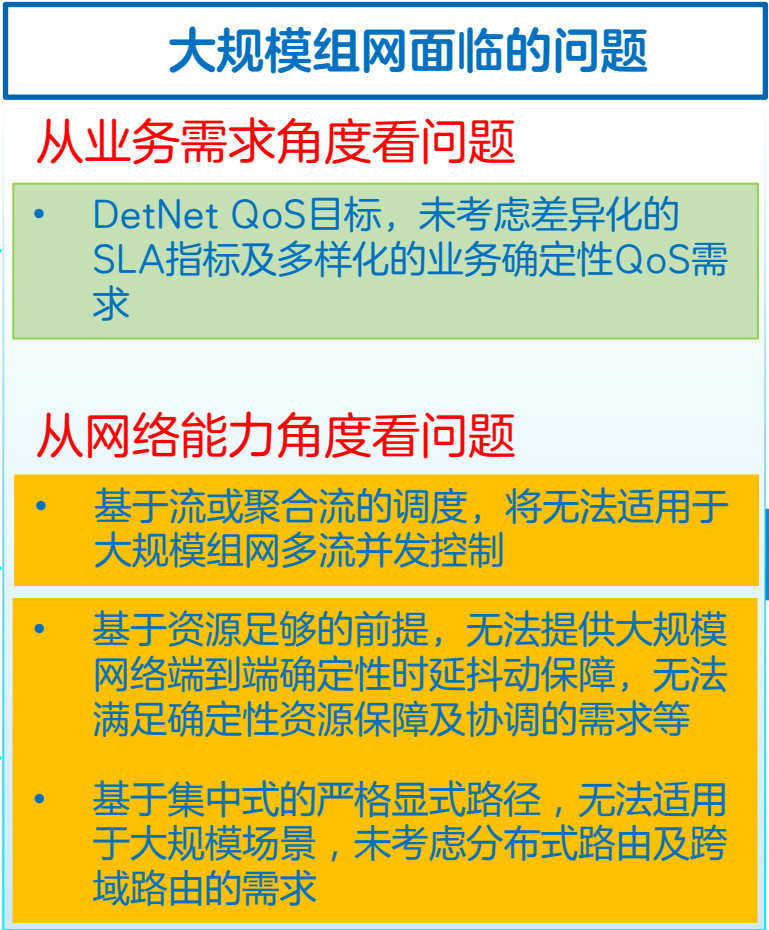 大规模组网面临的问题
从业务需求角度看问题
• DetNet QoS目标，未考虑差异化的
SLA指标及多样化的业务确定性QoS需
求
从网络能力角度看问题
• 基于流或聚合流的调度，将无法适用于
大规模组网多流并发控制
• 基于资源足够的前提，无法提供大规模
网络端到端确定性时延抖动保障，无法
满足确定性资源保障及协调的需求等
• 基于集中式的严格显式路径，无法适用
于大规模场景，未考虑分布式路由及跨
域路由的需求